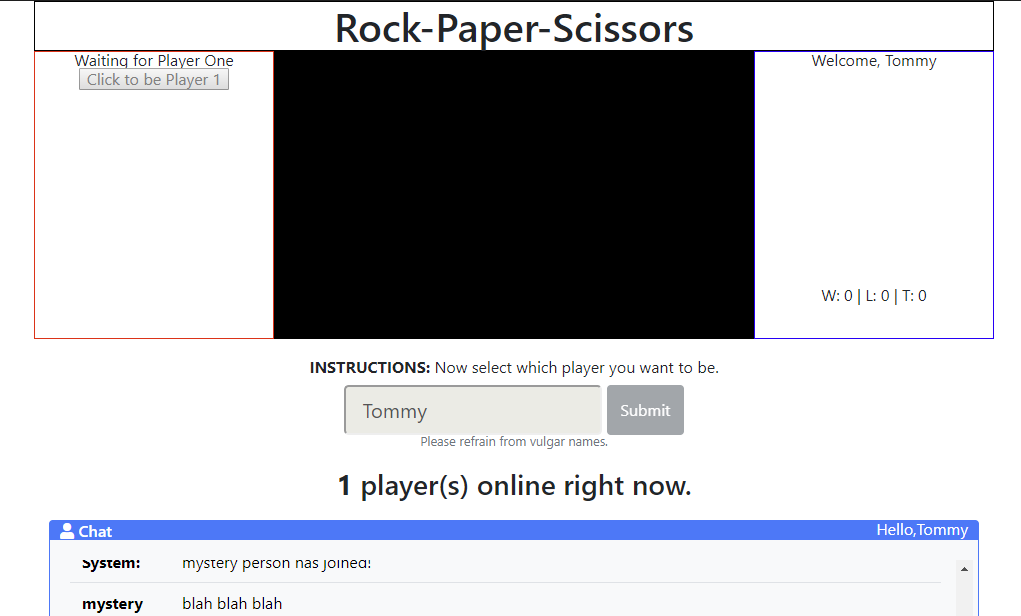 Rock-Paper-Scissors
Waiting for Player One
Click to be Player 1
Welcome, Tommy
W: 0 | L: 0 | T: 0
INSTRUCTIONS: Now select which player you want to be.
Tommy
Submit
Please refrain from vulgar names.
1 player(s) online right now.
Chat
Hello,Tommy
System: mystery person has joined!
mystery blah blah blah